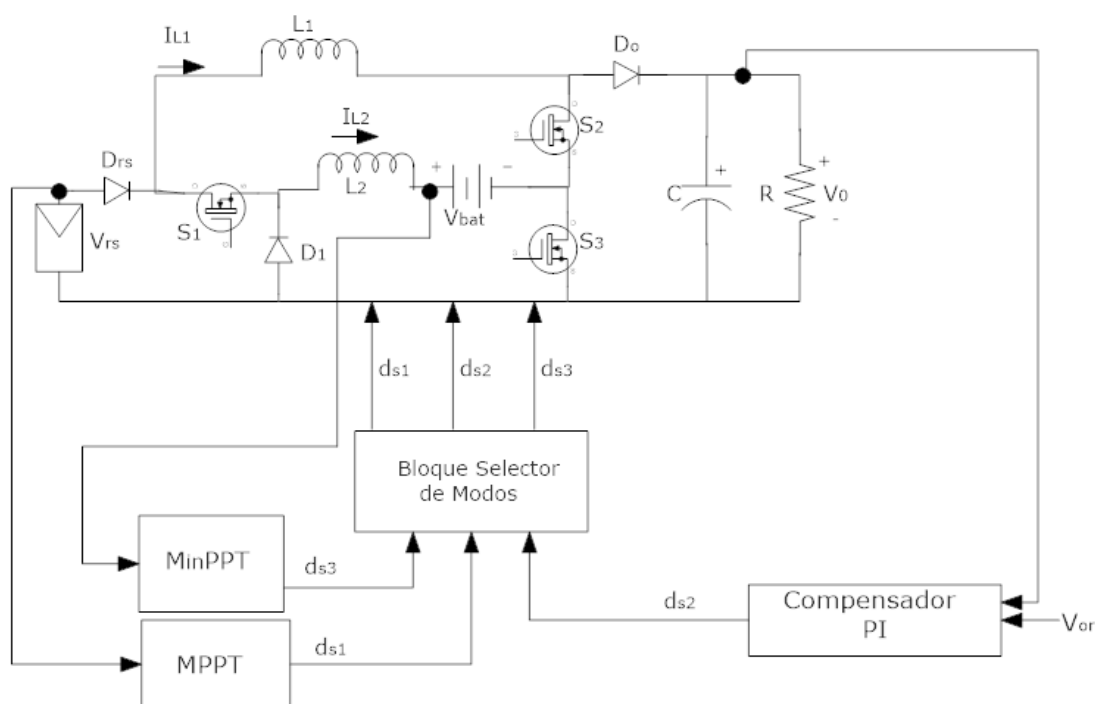 L1
IL1
Do
S2
IL2
Drs
L2
+
-
Vbat
S1
Vrs
D1
S3
C
+
R
+
V0
-
ds1
ds2
ds3
Bloque Selector
de Modos
MinPPT
ds3
MPPT
ds1
ds2
Compensador
PI
Vor